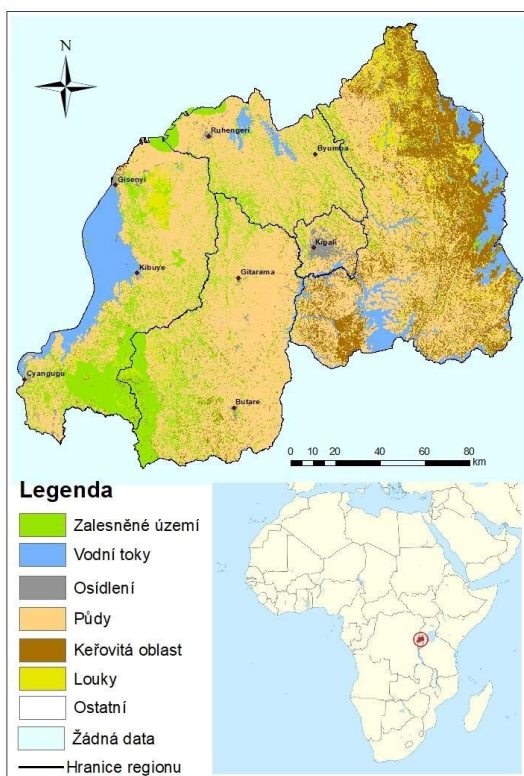 N
Ruhengeri
Byumba
Gisenyi
Kigali
Kibuye
Gitarama
Cyangugu
Butare
0 10 20 40 60 80
km
Legenda
Zalesněné území
Vodní toky
Osídlení
Půdy
Keřovitá oblast
Louky
Ostatní
Žádná data
Hranice regionu